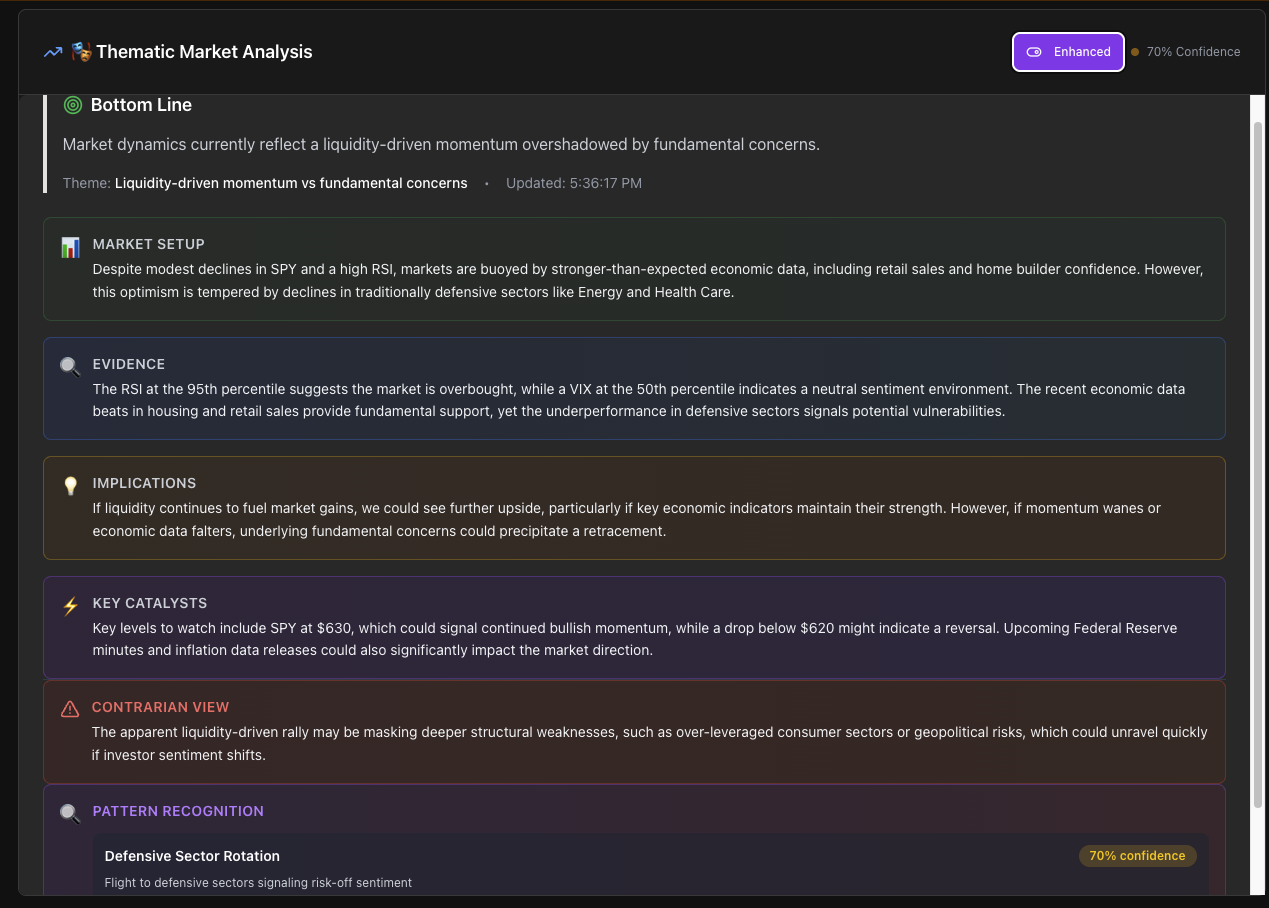 Thematic Market Analysis
Enhanced
70% Confidence
Bottom Line
Market dynamics currently reflect a liquidity-driven momentum overshadowed by fundamental concerns.
Theme: Liquidity-driven momentum vs fundamental concerns • Updated: 5:36:17 PM
MARKET SETUP
Despite modest declines in SPY and a high RSI, markets are buoyed by stronger-than-expected economic data, including retail sales and home builder confidence. However,
this optimism is tempered by declines in traditionally defensive sectors like Energy and Health Care.
EVIDENCE
The RSI at the 95th percentile suggests the market is overbought, while a VIX at the 50th percentile indicates a neutral sentiment environment. The recent economic data
beats in housing and retail sales provide fundamental support, yet the underperformance in defensive sectors signals potential vulnerabilities.
IMPLICATIONS
If liquidity continues to fuel market gains, we could see further upside, particularly if key economic indicators maintain their strength. However, if momentum wanes or
economic data falters, underlying fundamental concerns could precipitate a retracement.
KEY CATALYSTS
Key levels to watch include SPY at $630, which could signal continued bullish momentum, while a drop below $620 might indicate a reversal. Upcoming Federal Reserve
minutes and inflation data releases could also significantly impact the market direction.
CONTRARIAN VIEW
The apparent liquidity-driven rally may be masking deeper structural weaknesses, such as over-leveraged consumer sectors or geopolitical risks, which could unravel quickly
if investor sentiment shifts.
PATTERN RECOGNITION
Defensive Sector Rotation
70% confidence
Flight to defensive sectors signaling risk-off sentiment